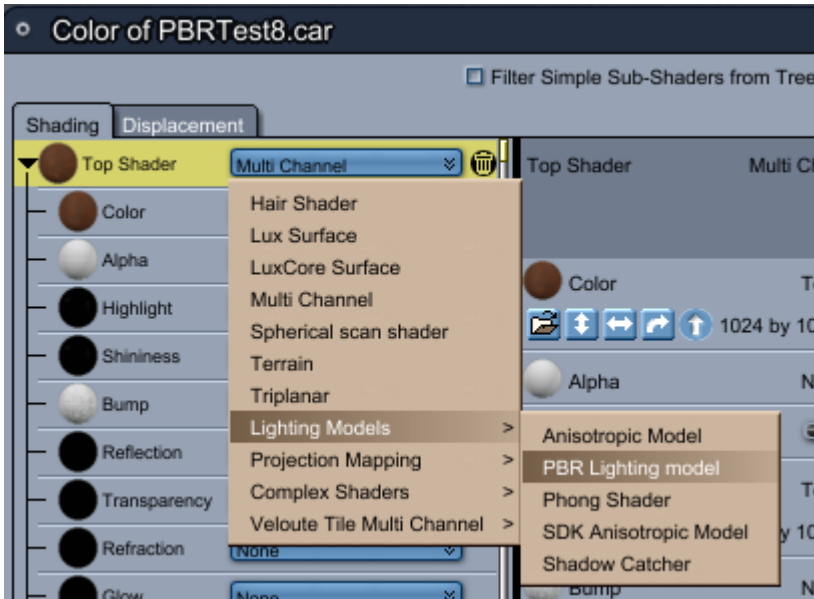 Color of PBRTest8.car
Filter Simple Sub-Shaders from Tree
Shading Displacement
Top Shader Multi Channel
Color
Alpha
Highlight
Shininess
Bump
Reflection
Transparency
Refraction None
Glow None
Hair Shader
Lux Surface
LuxCore Surface
Multi Channel
Spherical scan shader
Terrain
Triplanar
Lighting Models >
Projection Mapping >
Complex Shaders >
Veloute Tile Multi Channel >
Anisotropic Model
PBR Lighting model
Phong Shader
SDK Anisotropic Model
Shadow Catcher
Top Shader Multi
Color
1024 by
Alpha
Bump